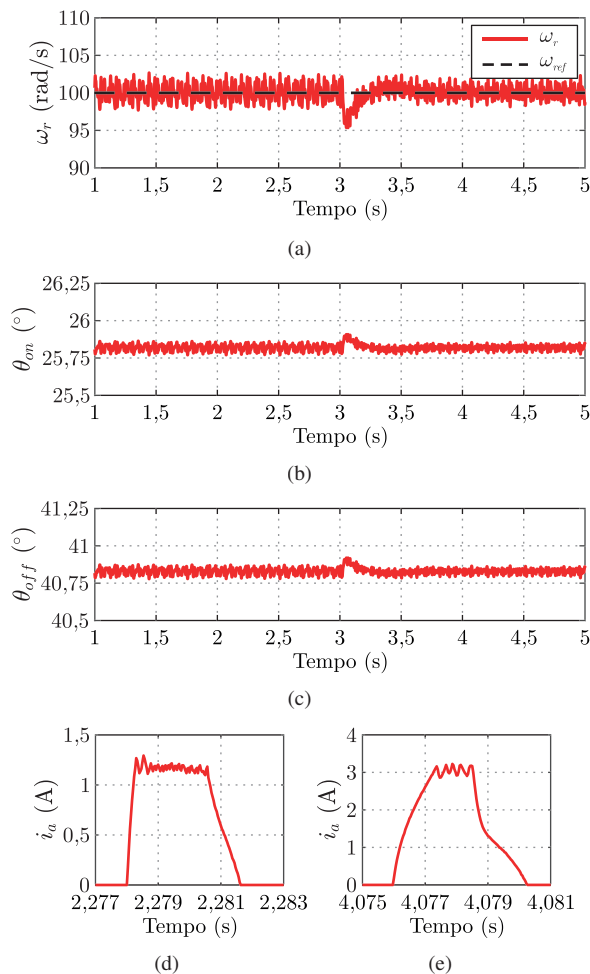 110
105
100
95
90
ω_r (rad/s)
ω_r
ω_ref
1 1,5 2 2,5 3 3,5 4 4,5 5
Tempo (s)
(a)
26,25
26
25,75
25,5
θ_on (°)
1 1,5 2 2,5 3 3,5 4 4,5 5
Tempo (s)
(b)
41,25
41
40,75
40,5
θ_off (°)
1 1,5 2 2,5 3 3,5 4 4,5 5
Tempo (s)
(c)
1,5
1
0,5
0
i_a (A)
2,277 2,279 2,281 2,283
Tempo (s)
(d)
5
4
3
2
1
0
i_a (A)
4,075 4,077 4,079 4,081
Tempo (s)
(e)